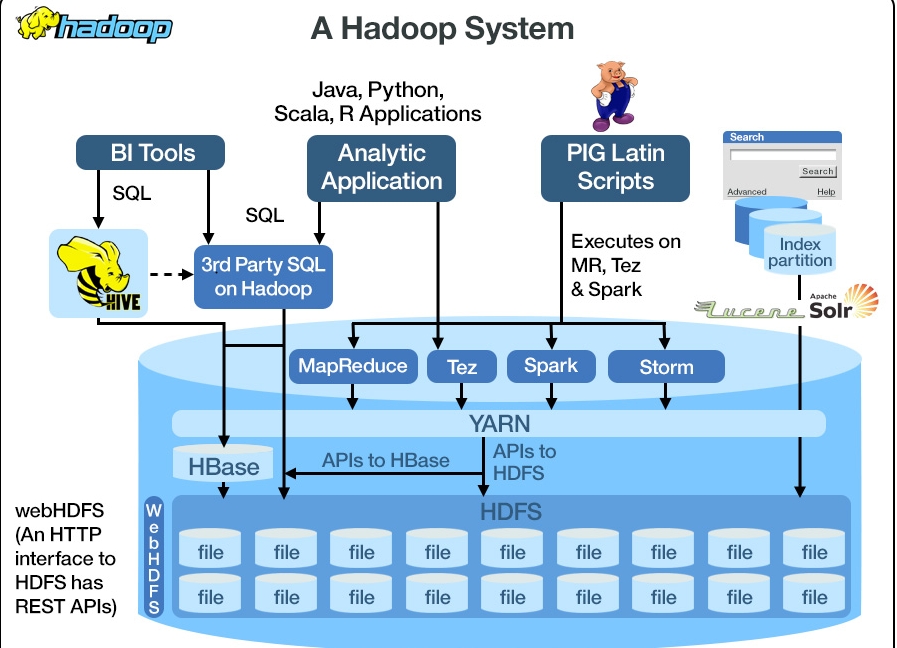 hadoop
A Hadoop System
Java, Python,
Scala, R Applications
BI Tools
Analytic
Application
PIG Latin
Scripts
Search
Search
Advanced
Help
SQL
SQL
Index
partition
HIVE
3rd Party SQL
on Hadoop
Executes on
MR, Tez
& Spark
Lucene
Apache
Solr
MapReduce
Tez
Spark
Storm
YARN
HBase
APIs to HBase
APIs to
HDFS
webHDFS
(An HTTP
interface to
HDFS has
REST APIs)
WebHDFS
HDFS
file file file file file file file file file
file file file file file file file file file